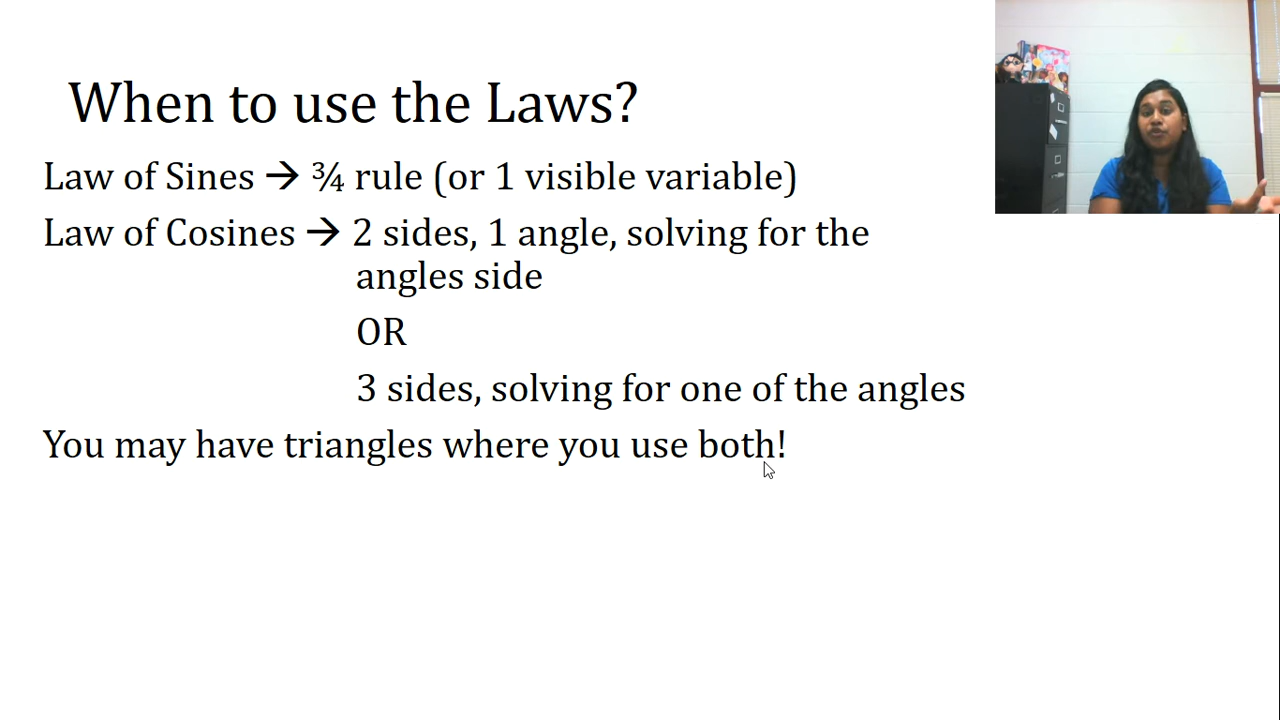 When to use the Laws?
Law of Sines → ¾ rule (or 1 visible variable)
Law of Cosines → 2 sides, 1 angle, solving for the
angles side
OR
3 sides, solving for one of the angles
You may have triangles where you use both!